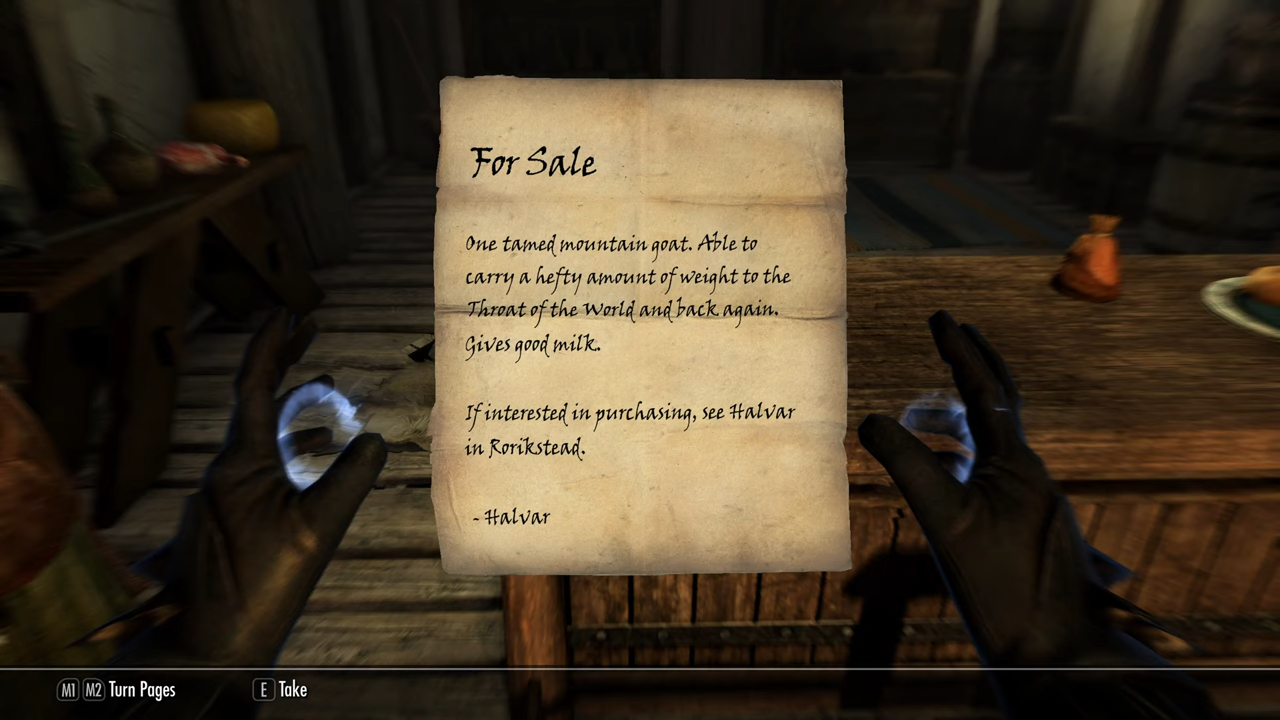 For Sale
One tamed mountain goat. Able to
carry a hefty amount of weight to the
Throat of the World and back again.
Gives good milk.
If interested in purchasing, see Halvar
in Rorikstead.
- Halvar
M1 M2 Turn Pages E Take